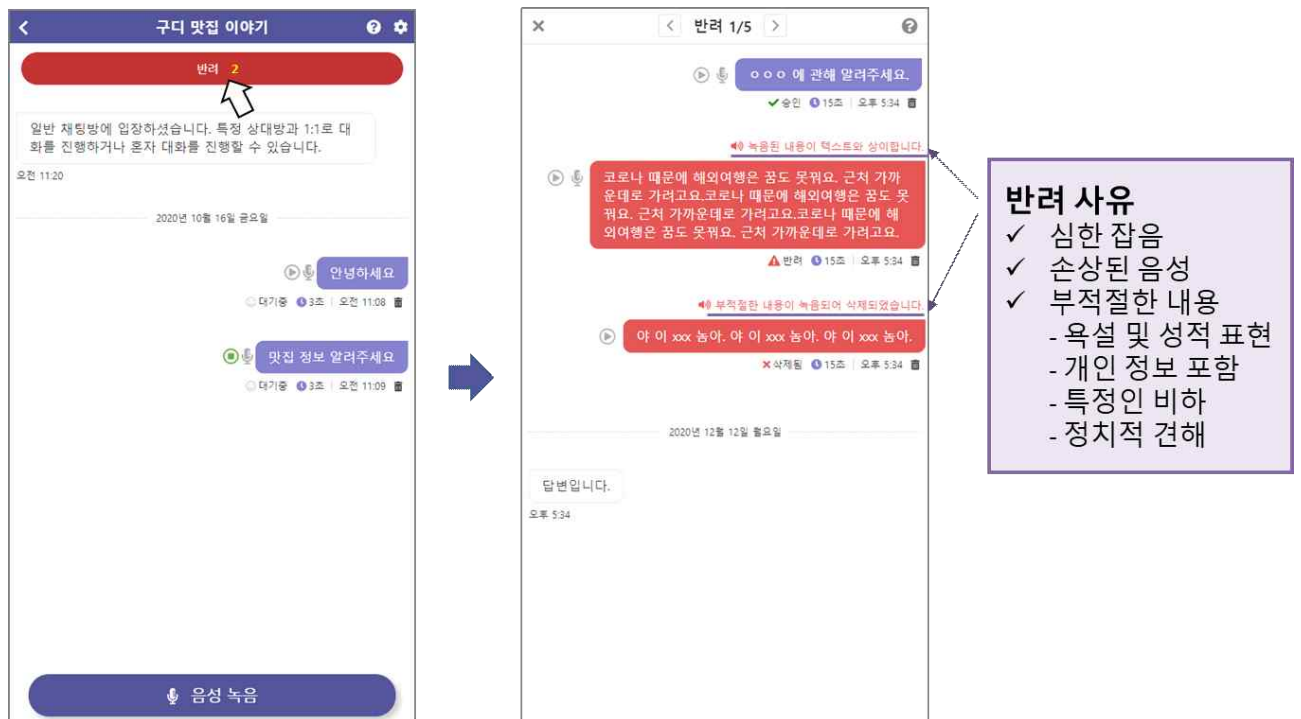 구디 맛집 이야기
반려 2
일반 채팅방에 입장하셨습니다. 특정 상대방과 1:1로 대
화를 진행하거나 혼자 대화를 진행할 수 있습니다.
오전 11:20
2020년 10월 16일 금요일
안녕하세요
대기중 3초 | 오전 11:08
맛집 정보 알려주세요
대기중 3초 | 오전 11:09
음성 녹음
반려 1/5
ㅇㅇㅇ 에 관해 알려주세요.
승인 15초 | 오후 5:34
녹음된 내용이 텍스트와 상이합니다.
코로나 때문에 해외여행은 꿈도 못꿔요. 근처 가까
운데로 가려고요.코로나 때문에 해외여행은 꿈도 못
꿔요. 근처 가까운데로 가려고요.코로나 때문에 해
외여행은 꿈도 못꿔요. 근처 가까운데로 가려고요.
반려 15초 | 오후 5:34
부적절한 내용이 녹음되어 삭제되었습니다.
야 이 xxx 놈아. 야 이 xxx 놈아. 야 이 xxx 놈아.
삭제됨 15초 | 오후 5:34
2020년 12월 12일 월요일
답변입니다.
오후 5:34
반려 사유
✓ 심한 잡음
✓ 손상된 음성
✓ 부적절한 내용
- 욕설 및 성적 표현
- 개인 정보 포함
- 특정인 비하
- 정치적 견해